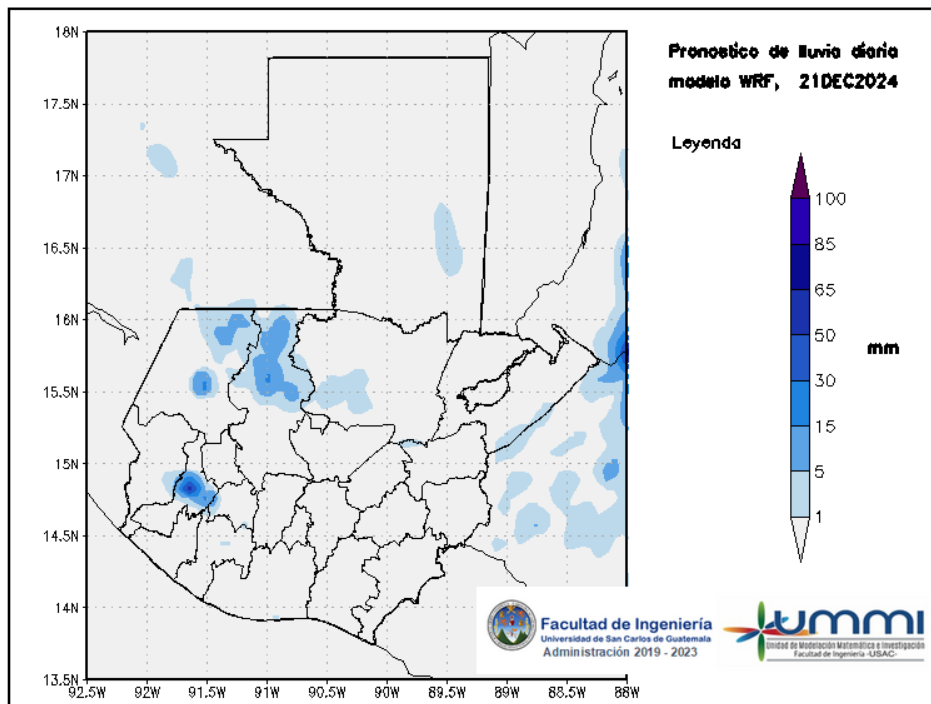 Pronostico de lluvia diaria
modelo WRF, 21DEC2024
Leyenda
100
85
65
50
30
15
5
1
mm
18N
17.5N
17N
16.5N
16N
15.5N
15N
14.5N
14N
13.5N
92.5W
92W
91.5W
91W
90.5W
90W
89.5W
89W
88.5W
88W
Facultad de Ingeniería
Universidad de San Carlos de Guatemala
Administración 2019 - 2023
ummi
Unidad de Modelación Matemática e Investigación
Facultad de Ingeniería -USAC-